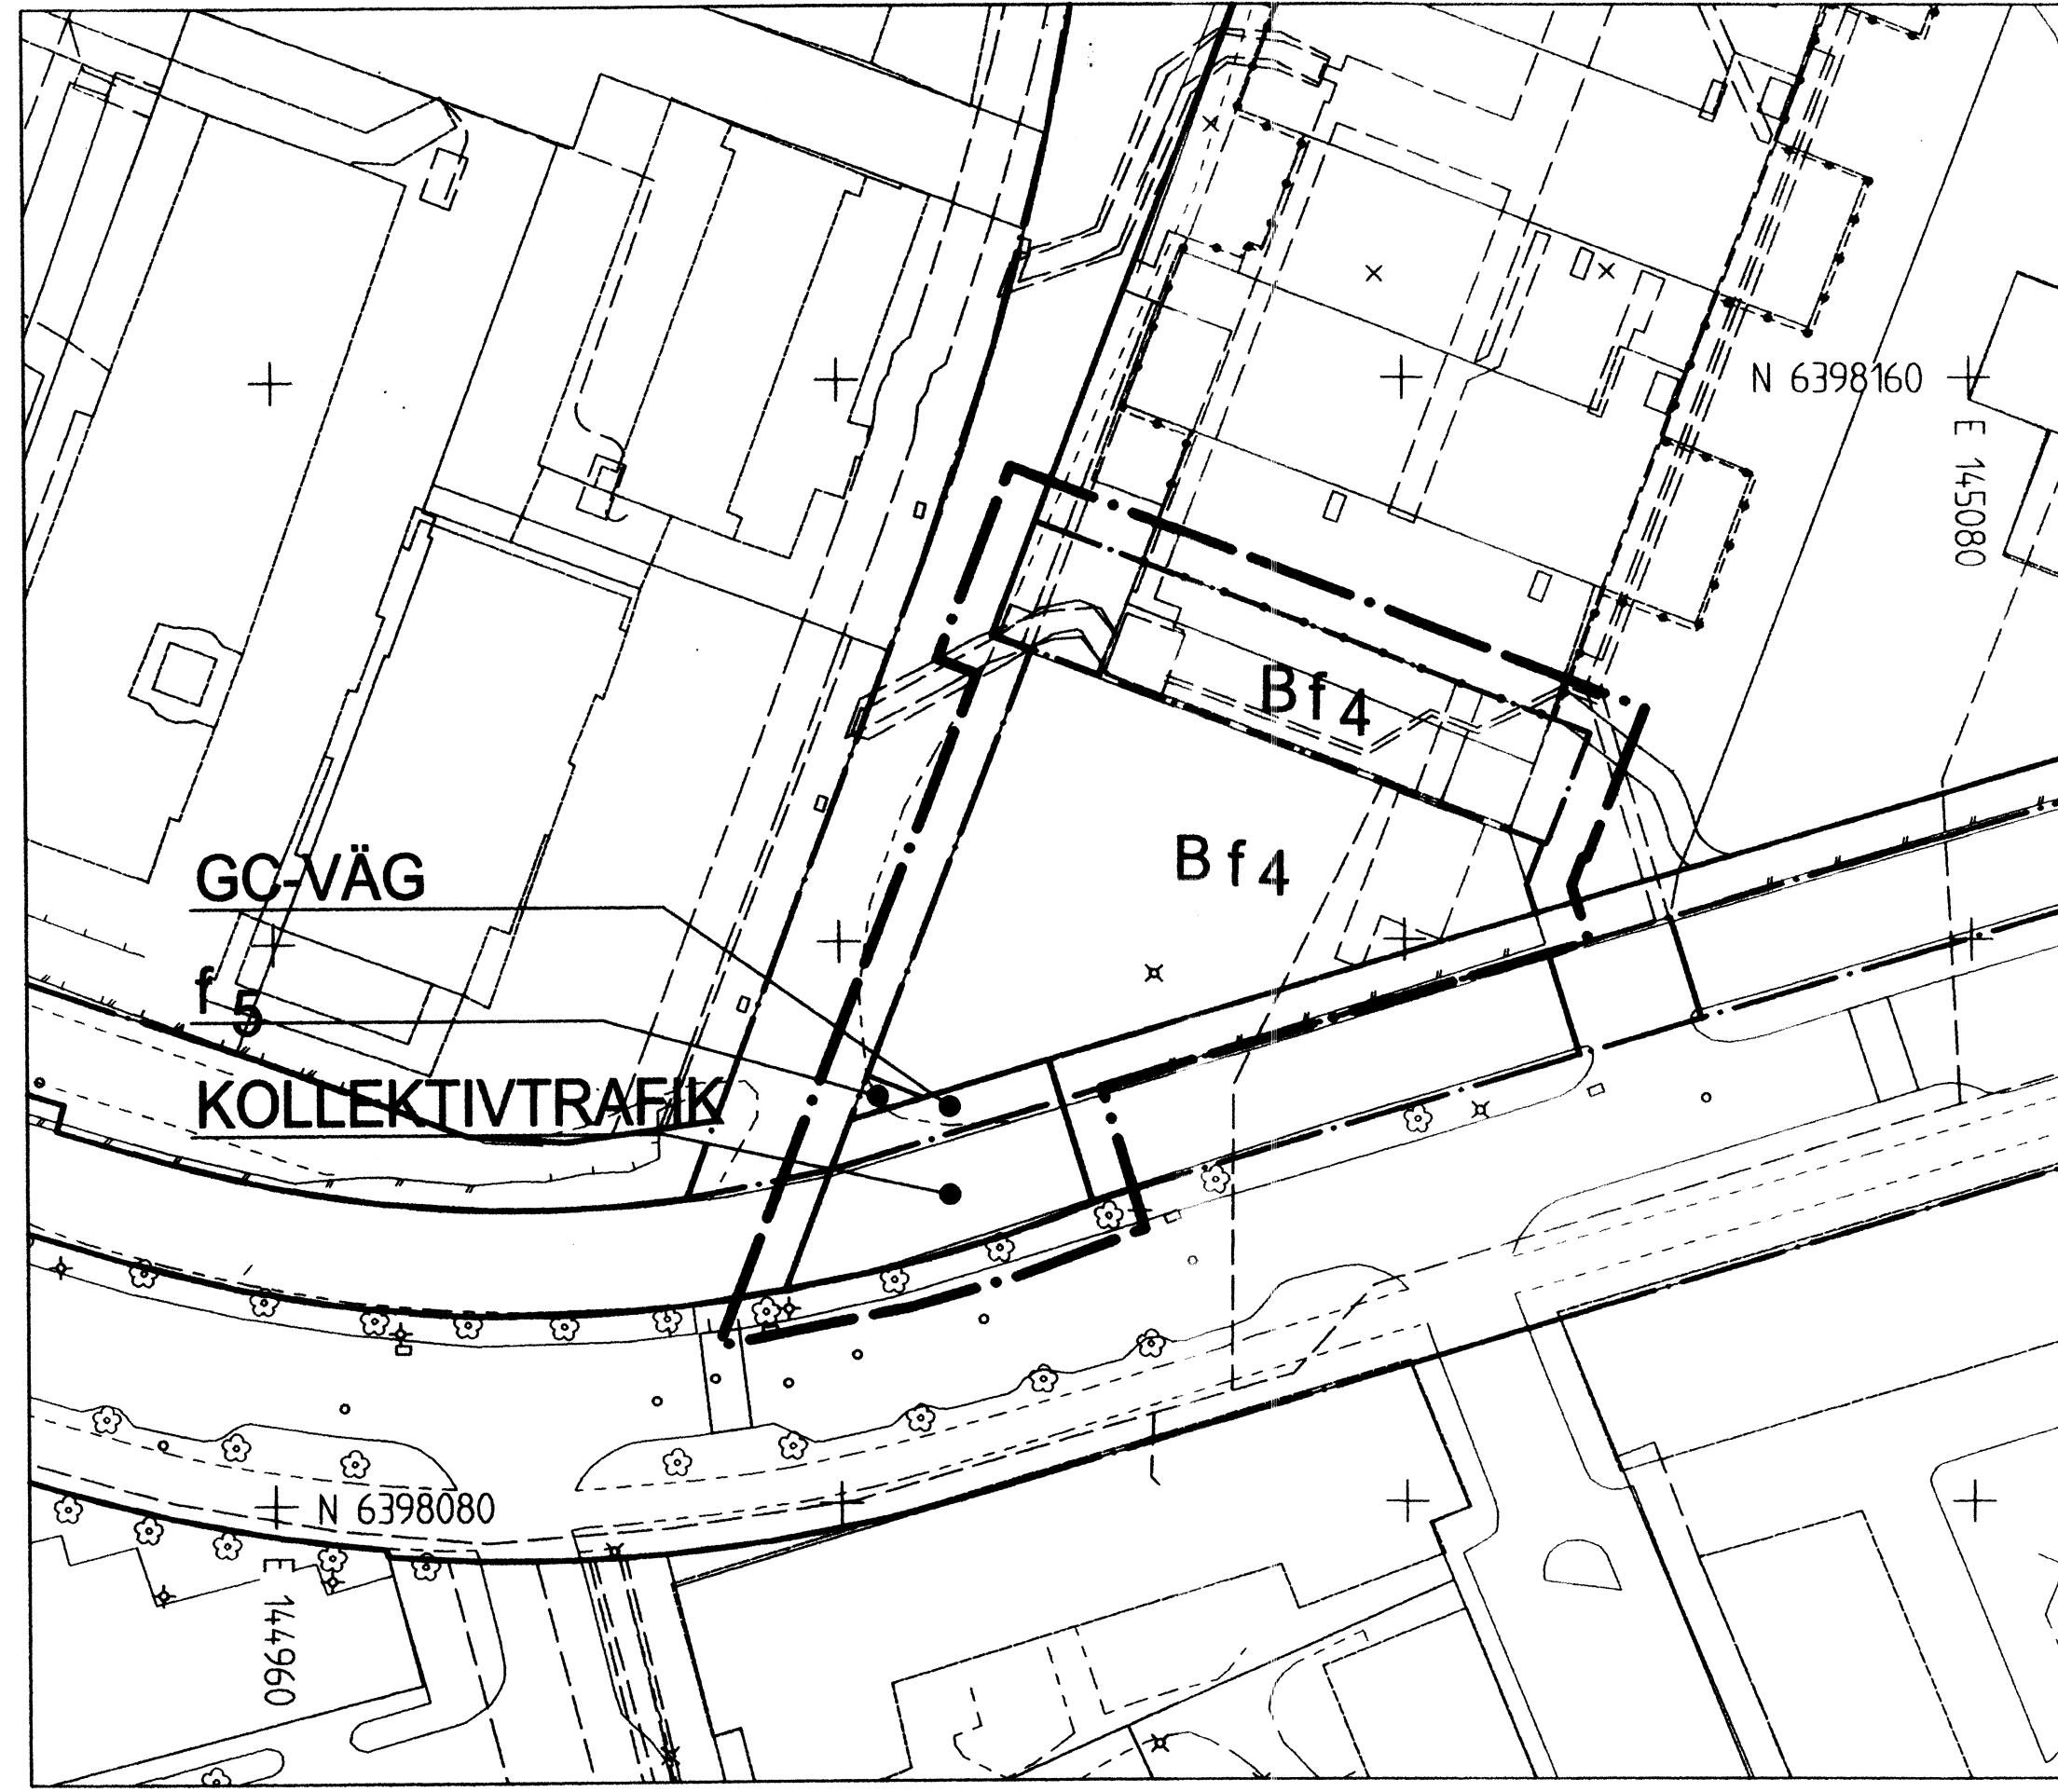 N 6398160
E 145080
Bf4
Bf4
GC-VÄG
f5
KOLLEKTIVTRAFIK
N 6398080
E 144960